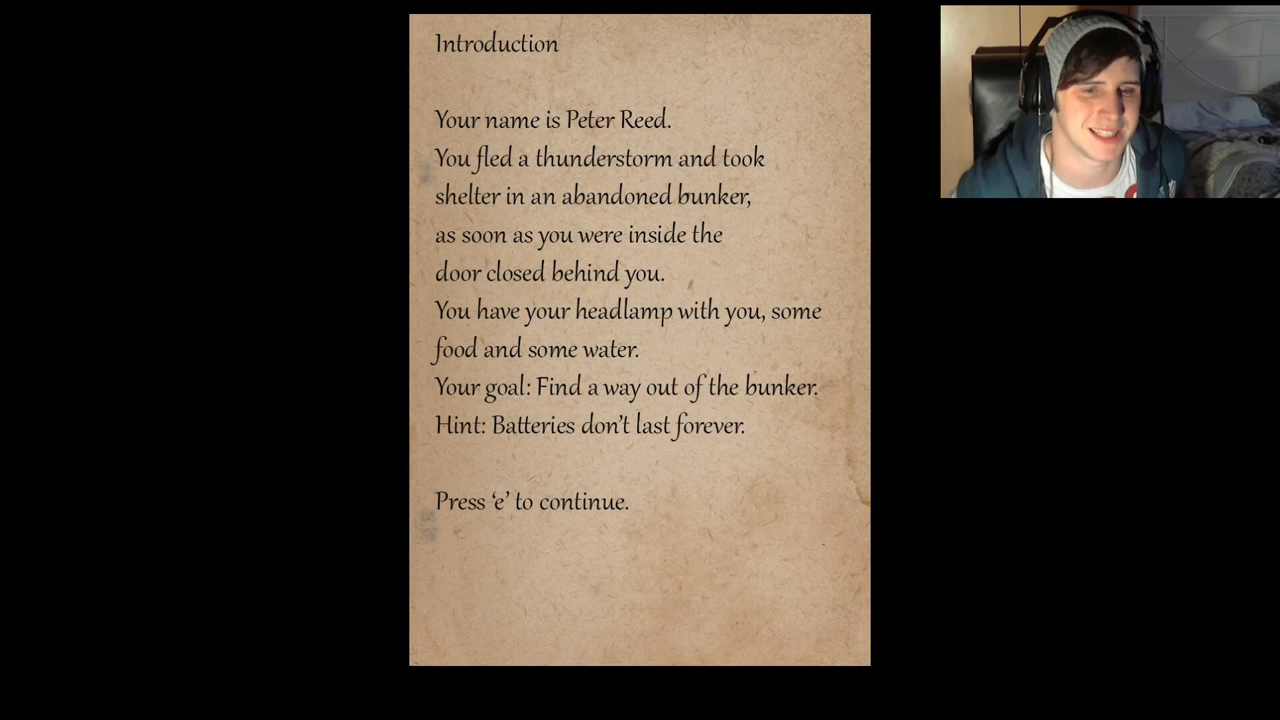 Introduction
Your name is Peter Reed.
You fled a thunderstorm and took
shelter in an abandoned bunker,
as soon as you were inside the
door closed behind you.
You have your headlamp with you, some
food and some water.
Your goal: Find a way out of the bunker.
Hint: Batteries don’t last forever.
Press ‘e’ to continue.